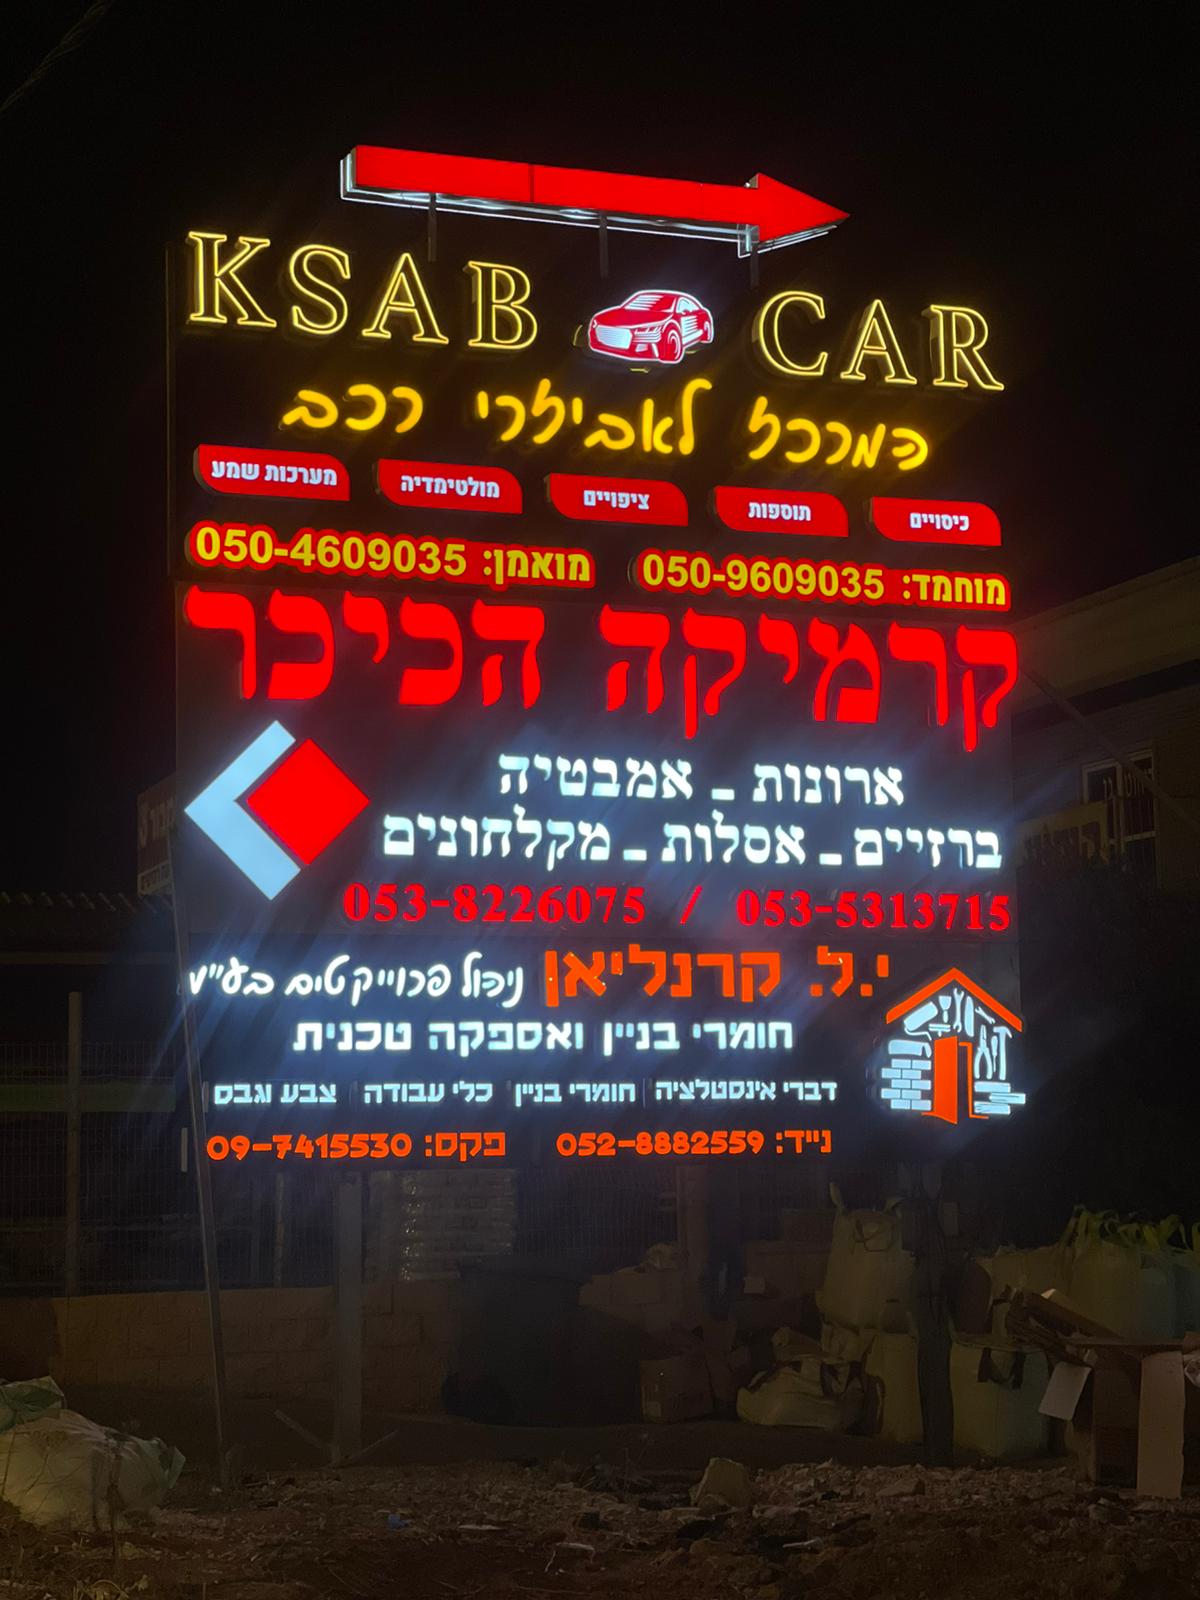 KSAB CAR
המרכז לאביזרי רכב
כיסויים תוספות ציפויים מולטימדיה מערכות שמע
מוחמד: 050-9609035 מואמן: 050-4609035
קרמיקה הכיכר
ארונות - אמבטיה
ברזיים - אסלות - מקלחונים
053-8226075 / 053-5313715
י.ל. קרנליאן ניהול פרוייקטים בע"מ
חומרי בניין ואספקה טכנית
דברי אינסטלציה | חומרי בניין | כלי עבודה | צבע וגבס
נייד: 052-8882559 פקס: 09-7415530